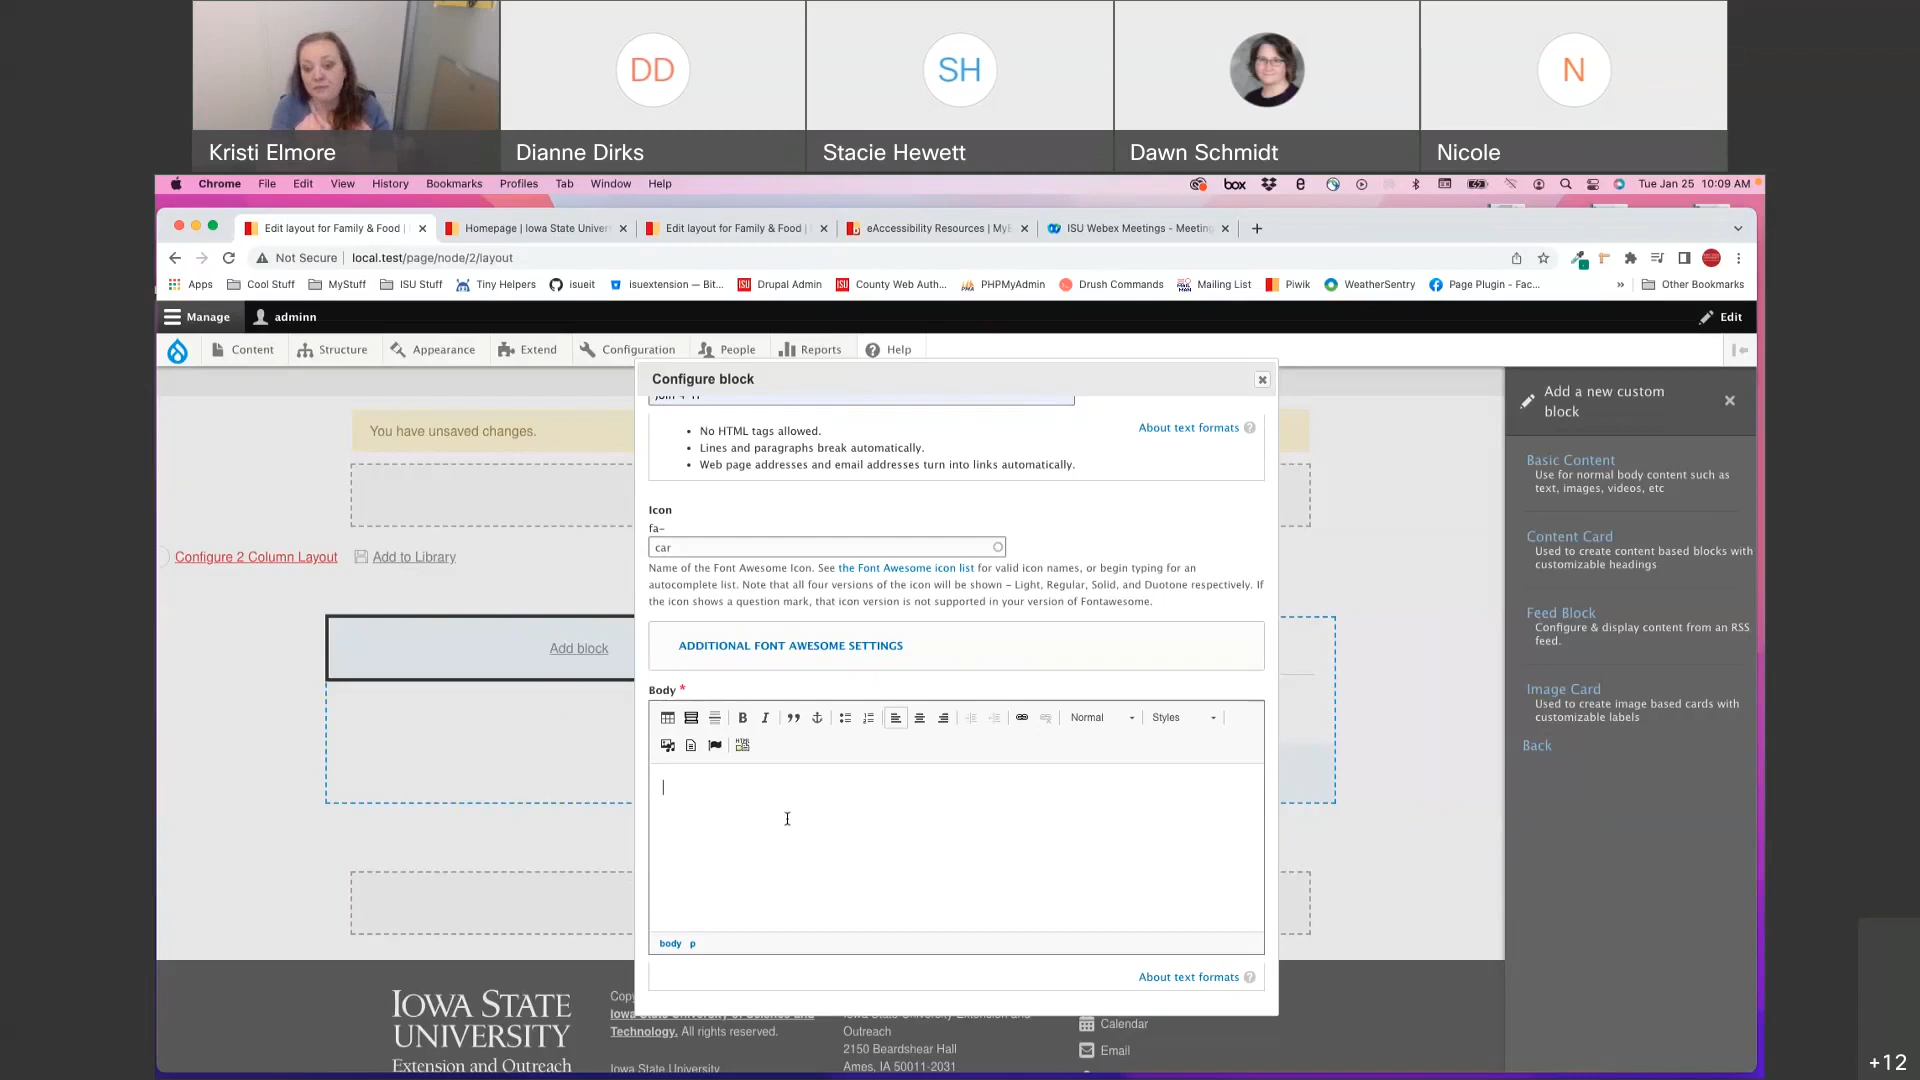 DD
SH
N
Kristi Elmore
Dianne Dirks
Stacie Hewett
Dawn Schmidt
Nicole
Chrome File Edit View History Bookmarks Profiles Tab Window Help
box
Tue Jan 25 10:09 AM
Edit layout for Family & Food |
Homepage | Iowa State Univer
Edit layout for Family & Food |
eAccessibility Resources | MyE
ISU Webex Meetings - Meeting
Not Secure
local.test/page/node/2/layout
Apps
Cool Stuff
MyStuff
ISU Stuff
Tiny Helpers
isueit
isuextension — Bit...
Drupal Admin
County Web Auth...
PHPMyAdmin
Drush Commands
Mailing List
Piwik
WeatherSentry
Page Plugin - Fac...
»
Other Bookmarks
Manage
adminn
Edit
Content
Structure
Appearance
Extend
Configuration
People
Reports
Help
Configure block
Add a new custom
block
You have unsaved changes.
No HTML tags allowed.
Lines and paragraphs break automatically.
Web page addresses and email addresses turn into links automatically.
About text formats
Icon
fa-
car
Name of the Font Awesome Icon. See the Font Awesome icon list for valid icon names, or begin typing for an
autocomplete list. Note that all four versions of the icon will be shown – Light, Regular, Solid, and Duotone respectively. If
the icon shows a question mark, that icon version is not supported in your version of Fontawesome.
ADDITIONAL FONT AWESOME SETTINGS
Body *
B I
Normal
Styles
body p
About text formats
Configure 2 Column Layout
Add to Library
Add block
Basic Content
Use for normal body content such as
text, images, videos, etc
Content Card
Used to create content based blocks with
customizable headings
Feed Block
Configure & display content from an RSS
feed.
Image Card
Used to create image based cards with
customizable labels
Back
IOWA STATE
UNIVERSITY
Extension and Outreach
Technology. All rights reserved.
Iowa State University
Outreach
2150 Beardshear Hall
Ames, IA 50011-2031
Calendar
Email
+12